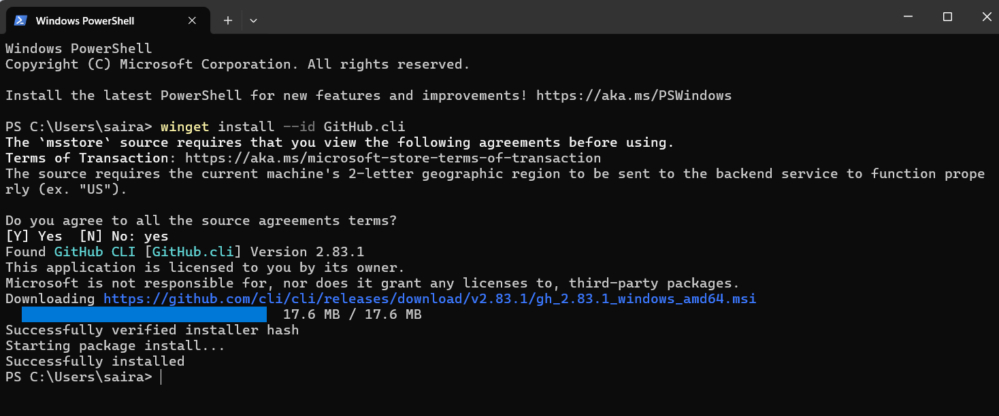 Windows PowerShell
Windows PowerShell
Copyright (C) Microsoft Corporation. All rights reserved.
Install the latest PowerShell for new features and improvements! https://aka.ms/PSWindows
PS C:\Users\saira> winget install --id GitHub.cli
The `msstore` source requires that you view the following agreements before using.
Terms of Transaction: https://aka.ms/microsoft-store-terms-of-transaction
The source requires the current machine's 2-letter geographic region to be sent to the backend service to function prope
rly (ex. "US").
Do you agree to all the source agreements terms?
[Y] Yes  [N] No: yes
Found GitHub CLI [GitHub.cli] Version 2.83.1
This application is licensed to you by its owner.
Microsoft is not responsible for, nor does it grant any licenses to, third-party packages.
Downloading https://github.com/cli/cli/releases/download/v2.83.1/gh_2.83.1_windows_amd64.msi
17.6 MB / 17.6 MB
Successfully verified installer hash
Starting package install...
Successfully installed
PS C:\Users\saira>